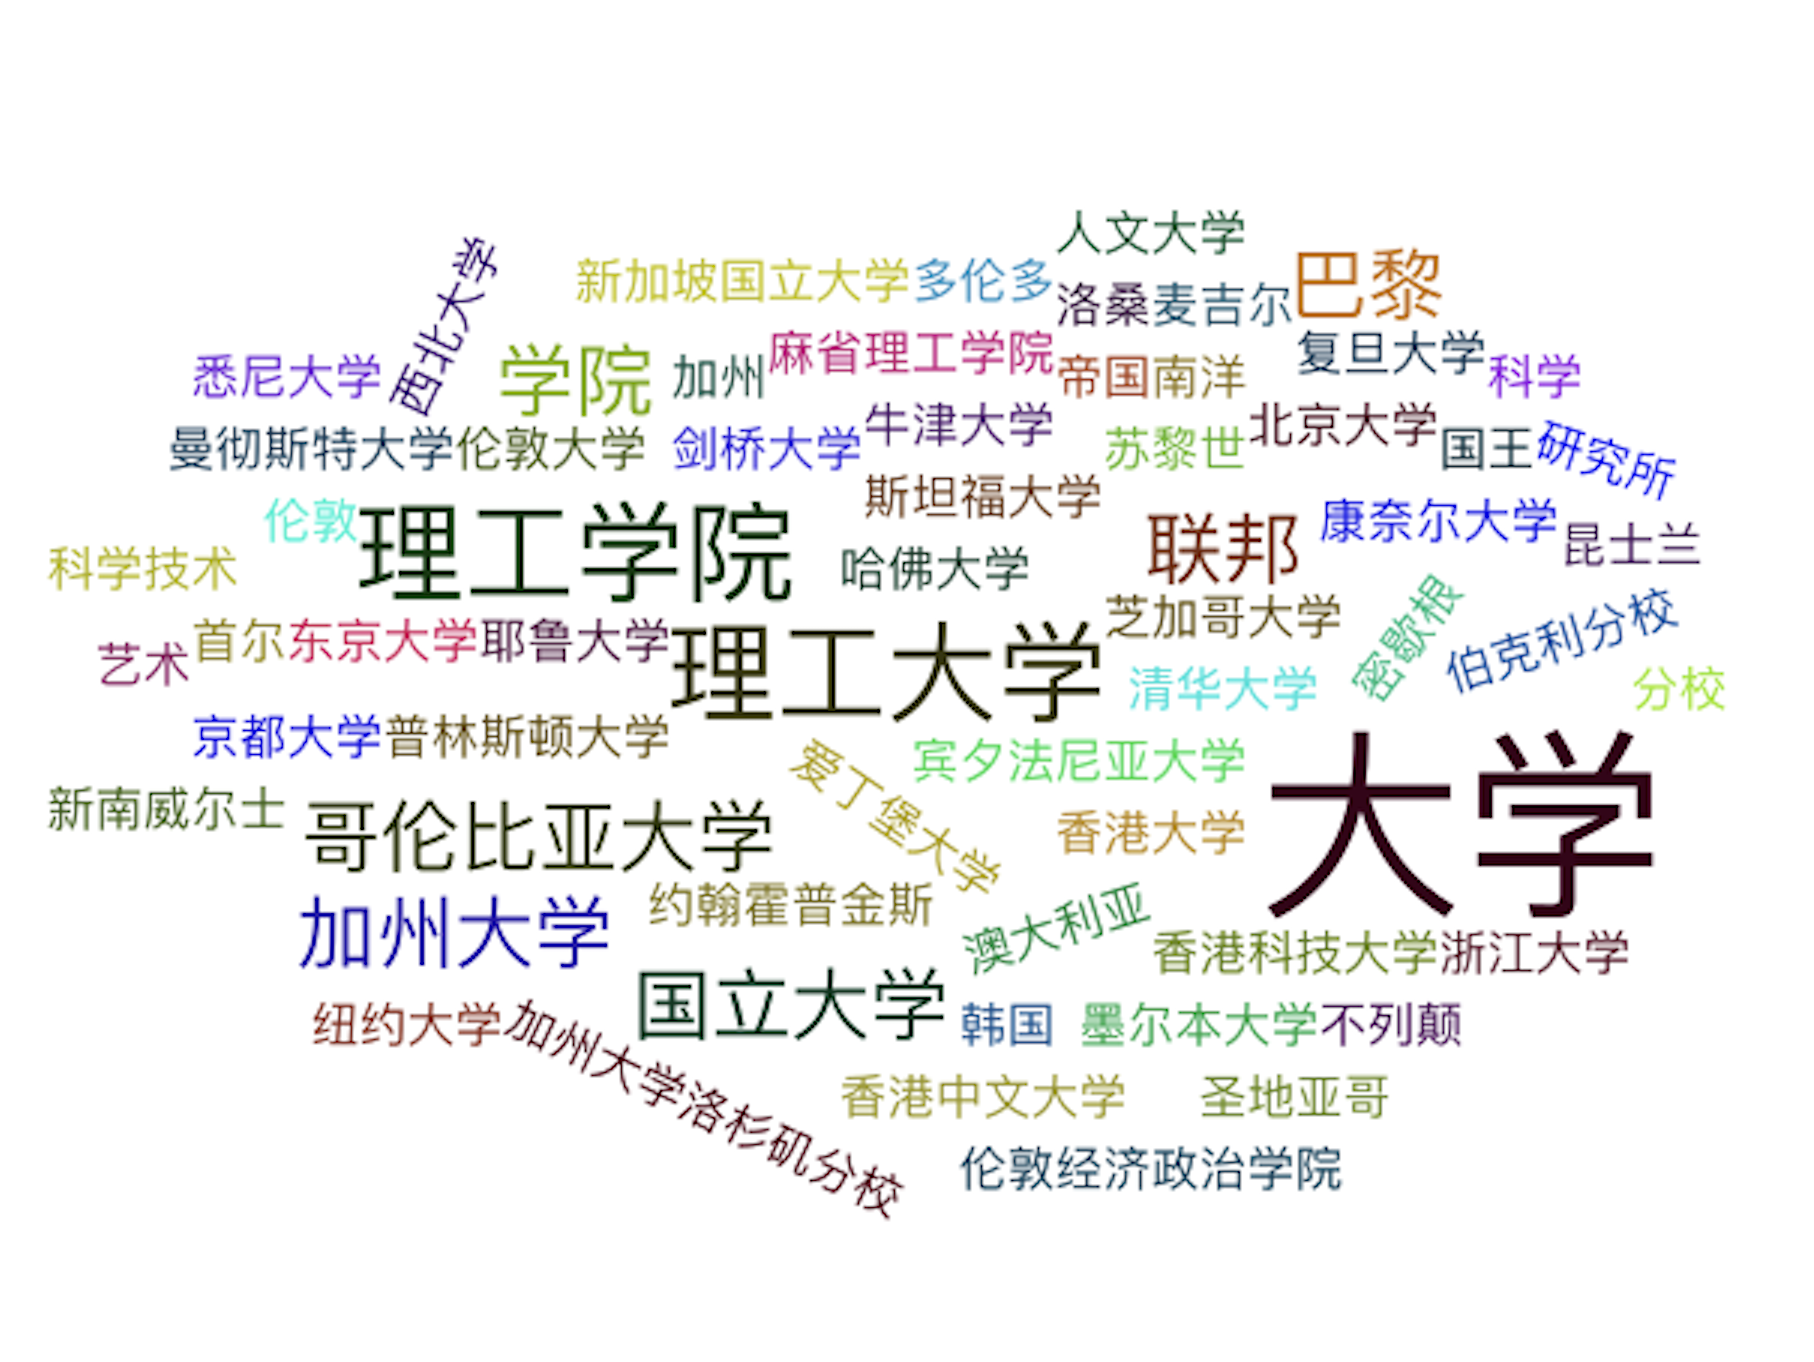 人文大学
西北大学
新加坡国立大学
多伦多
洛桑
麦吉尔
巴黎
悉尼大学
学院
加州
麻省理工学院
帝国
南洋
复旦大学
科学
曼彻斯特大学
伦敦大学
剑桥大学
牛津大学
苏黎世
北京大学
国王
研究所
伦敦
理工学院
斯坦福大学
联邦
康奈尔大学
昆士兰
科学技术
哈佛大学
芝加哥大学
密歇根
伯克利分校
艺术
首尔
东京大学
耶鲁大学
理工大学
清华大学
分校
京都大学
普林斯顿大学
爱丁堡大学
宾夕法尼亚大学
大学
新南威尔士
哥伦比亚大学
香港大学
加州大学
约翰霍普金斯
澳大利亚
香港科技大学
浙江大学
纽约大学
加州大学洛杉矶分校
国立大学
韩国
墨尔本大学
不列颠
香港中文大学
圣地亚哥
伦敦经济政治学院